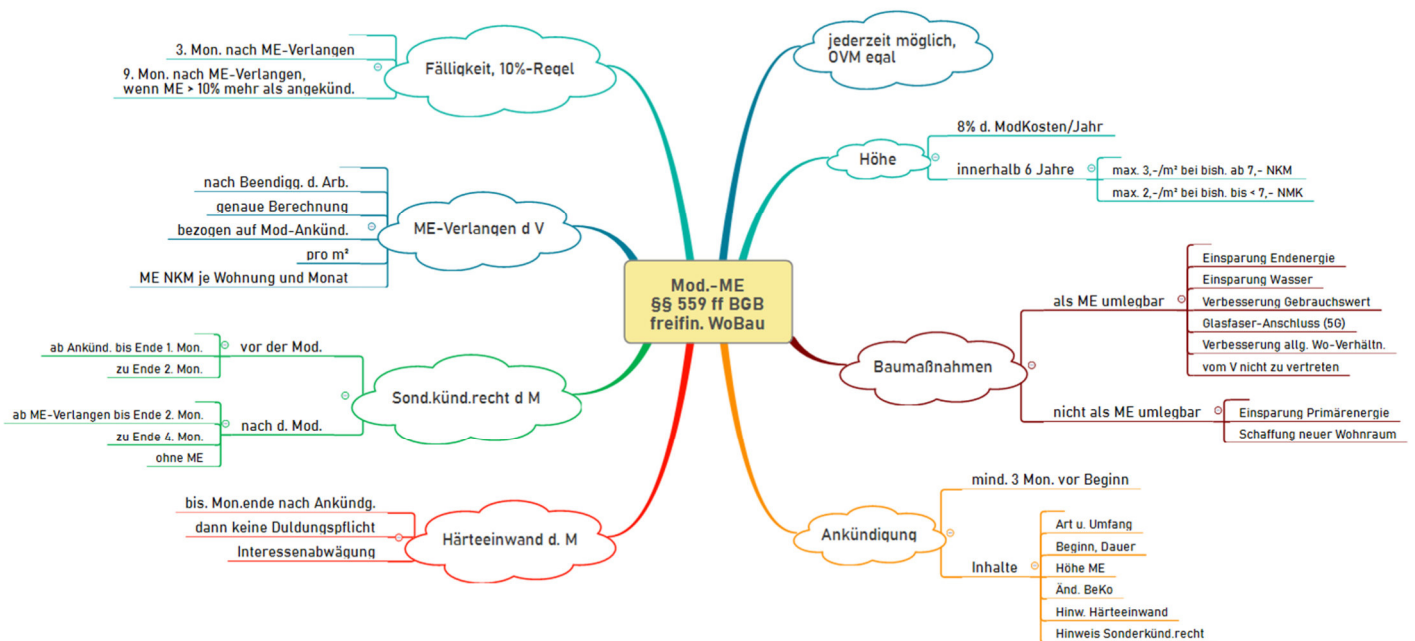 Mod.-ME
§§ 559 ff BGB
freifin. WoBau
jederzeit möglich,
OVM egal
Höhe
8% d. ModKosten/Jahr
innerhalb 6 Jahre
max. 3,-/m² bei bish. ab 7,- NKM
max. 2,-/m² bei bish. bis < 7,- NMK
Baumaßnahmen
als ME umlegbar
Einsparung Endenergie
Einsparung Wasser
Verbesserung Gebrauchswert
Glasfaser-Anschluss (5G)
Verbesserung allg. Wo-Verhältn.
vom V nicht zu vertreten
nicht als ME umlegbar
Einsparung Primärenergie
Schaffung neuer Wohnraum
Ankündigung
mind. 3 Mon. vor Beginn
Inhalte
Art u. Umfang
Beginn, Dauer
Höhe ME
Änd. BeKo
Hinw. Härteeinwand
Hinweis Sonderkünd.recht
Fälligkeit, 10%-Regel
3. Mon. nach ME-Verlangen
9. Mon. nach ME-Verlangen,
wenn ME > 10% mehr als angekünd.
ME-Verlangen d V
nach Beendigg. d. Arb.
genaue Berechnung
bezogen auf Mod-Ankünd.
pro m²
ME NKM je Wohnung und Monat
Sond.künd.recht d M
vor der Mod.
ab Ankünd. bis Ende 1. Mon.
zu Ende 2. Mon.
nach d. Mod.
ab ME-Verlangen bis Ende 2. Mon.
zu Ende 4. Mon.
ohne ME
Härteeinwand d. M
bis. Mon.ende nach Ankündg.
dann keine Duldungspflicht
Interessenabwägung